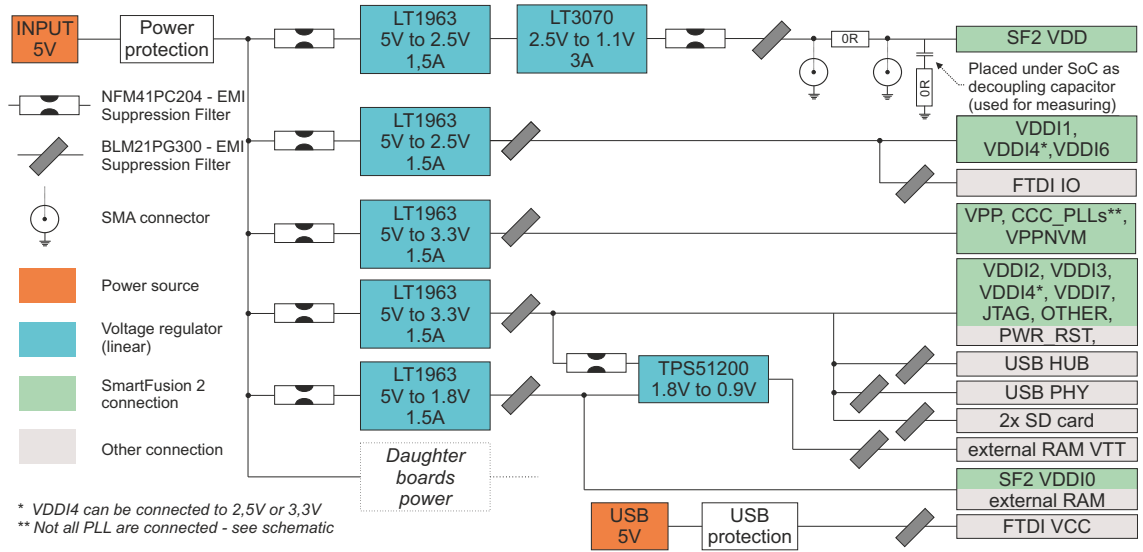 INPUT
5V
Power
protection
LT1963
5V to 2.5V
1,5A
LT3070
2.5V to 1.1V
3A
0R
SF2 VDD
0R
Placed under SoC as
decoupling capacitor
(used for measuring)
NFM41PC204 - EMI
Suppression Filter
BLM21PG300 - EMI
Suppression Filter
SMA connector
Power source
Voltage regulator
(linear)
SmartFusion 2
connection
Other connection
LT1963
5V to 2.5V
1.5A
VDDI1,
VDDI4*,VDDI6
FTDI IO
LT1963
5V to 3.3V
1.5A
VPP, CCC_PLLs**,
VPPNVM
LT1963
5V to 3.3V
1.5A
VDDI2, VDDI3,
VDDI4*, VDDI7,
JTAG, OTHER,
PWR_RST,
TPS51200
1.8V to 0.9V
USB HUB
USB PHY
2x SD card
external RAM VTT
LT1963
5V to 1.8V
1.5A
SF2 VDDI0
external RAM
Daughter
boards
power
USB
5V
USB
protection
FTDI VCC
* VDDI4 can be connected to 2,5V or 3,3V
** Not all PLL are connected - see schematic